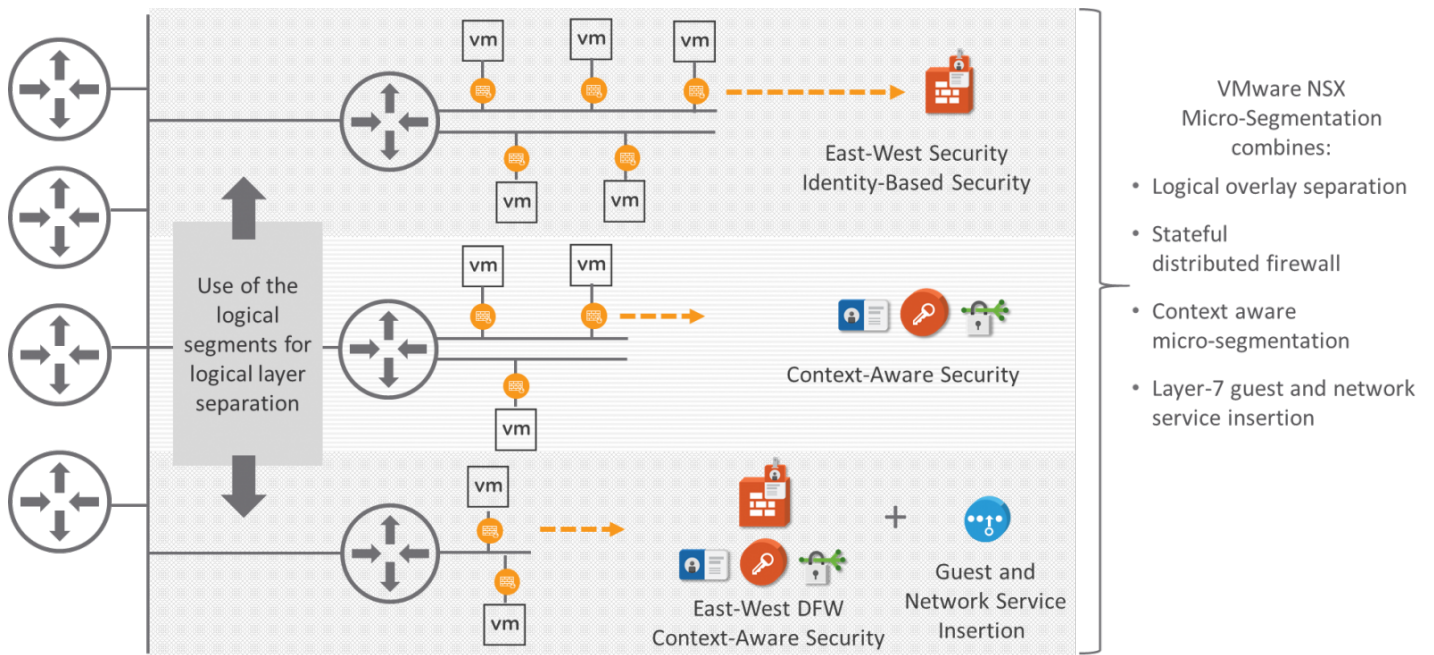 vm
vm
vm
vm
vm
East-West Security
Identity-Based Security
Use of the
logical
segments for
logical layer
separation
vm
vm
vm
Context-Aware Security
vm
vm
+
East-West DFW
Context-Aware Security
Guest and
Network Service
Insertion
VMware NSX
Micro-Segmentation
combines:
• Logical overlay separation
• Stateful
distributed firewall
• Context aware
micro-segmentation
• Layer-7 guest and network
service insertion